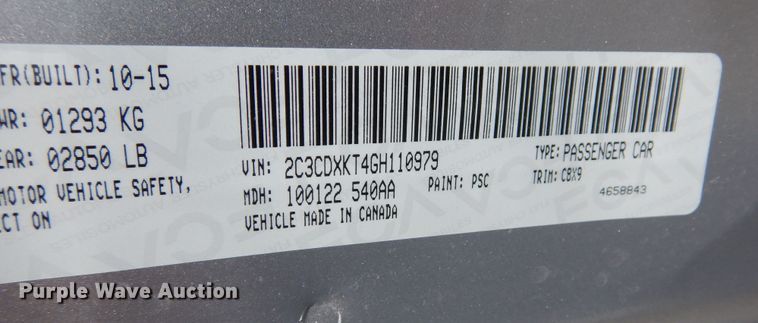 FR(BUILT): 10-15
WR: 01293 KG
EAR: 02850 LB
MOTOR VEHICLE SAFETY,
ECT ON
VIN: 2C3CDXKT4GH110979
TYPE: PASSENGER CAR
MDH: 100122 540AA PAINT: PSC TRIM: CBX9
VEHICLE MADE IN CANADA
4658843
Purple Wave Auction